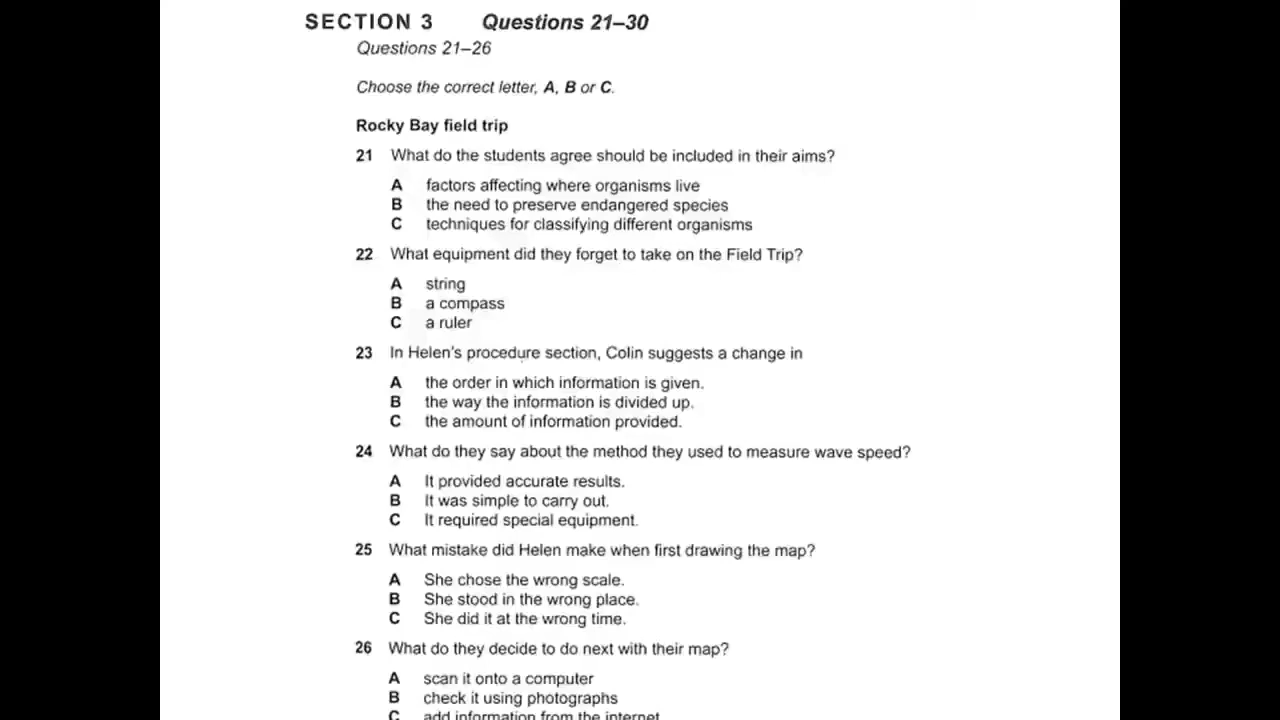 SECTION 3 Questions 21–30
Questions 21–26
Choose the correct letter, A, B or C.
Rocky Bay field trip
21 What do the students agree should be included in their aims?
A factors affecting where organisms live
B the need to preserve endangered species
C techniques for classifying different organisms
22 What equipment did they forget to take on the Field Trip?
A string
B a compass
C a ruler
23 In Helen's procedure section, Colin suggests a change in
A the order in which information is given.
B the way the information is divided up.
C the amount of information provided.
24 What do they say about the method they used to measure wave speed?
A It provided accurate results.
B It was simple to carry out.
C It required special equipment.
25 What mistake did Helen make when first drawing the map?
A She chose the wrong scale.
B She stood in the wrong place.
C She did it at the wrong time.
26 What do they decide to do next with their map?
A scan it onto a computer
B check it using photographs
C add information from the internet